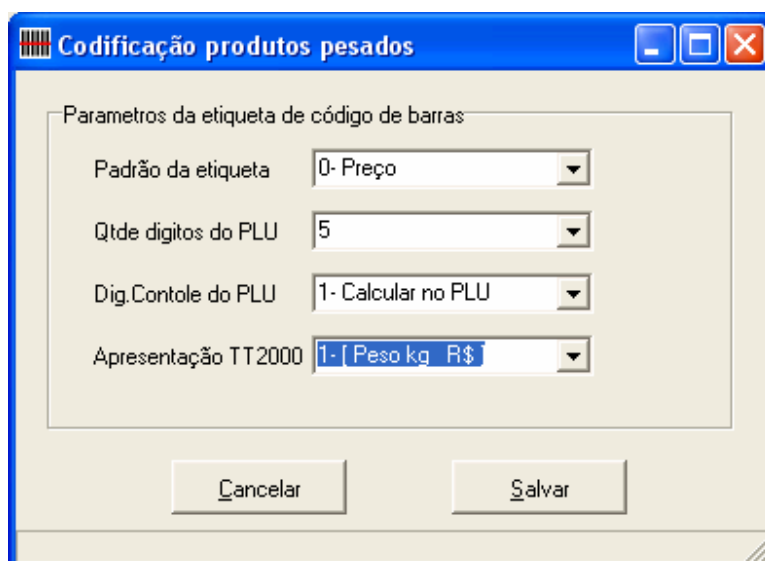 Codificação produtos pesados
Parametros da etiqueta de código de barras
Padrão da etiqueta 0- Preço
Qtde digitos do PLU 5
Dig.Contole do PLU 1- Calcular no PLU
Apresentação TT2000 1- [ Peso kg R$ ]
Cancelar Salvar